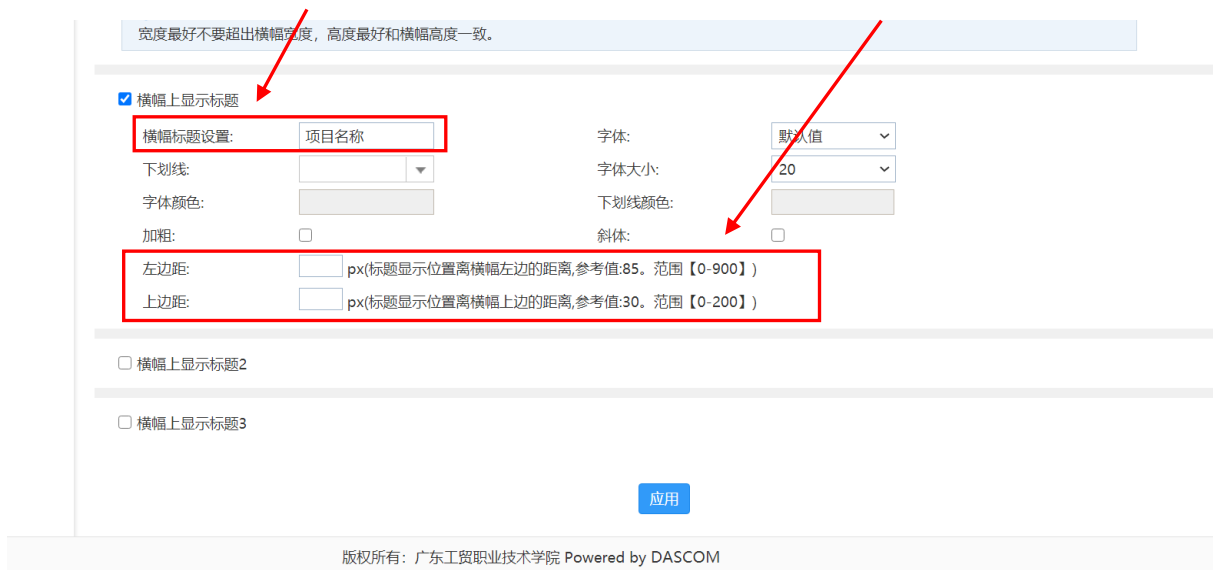 宽度最好不要超出横幅宽度，高度最好和横幅高度一致。
横幅上显示标题
横幅标题设置: 项目名称 字体: 默认值
下划线: 字体大小: 20
字体颜色: 下划线颜色:
加粗: 斜体:
左边距: px(标题显示位置离横幅左边的距离,参考值:85。范围【0-900】)
上边距: px(标题显示位置离横幅上边的距离,参考值:30。范围【0-200】)
横幅上显示标题2
横幅上显示标题3
应用
版权所有：广东工贸职业技术学院 Powered by DASCOM